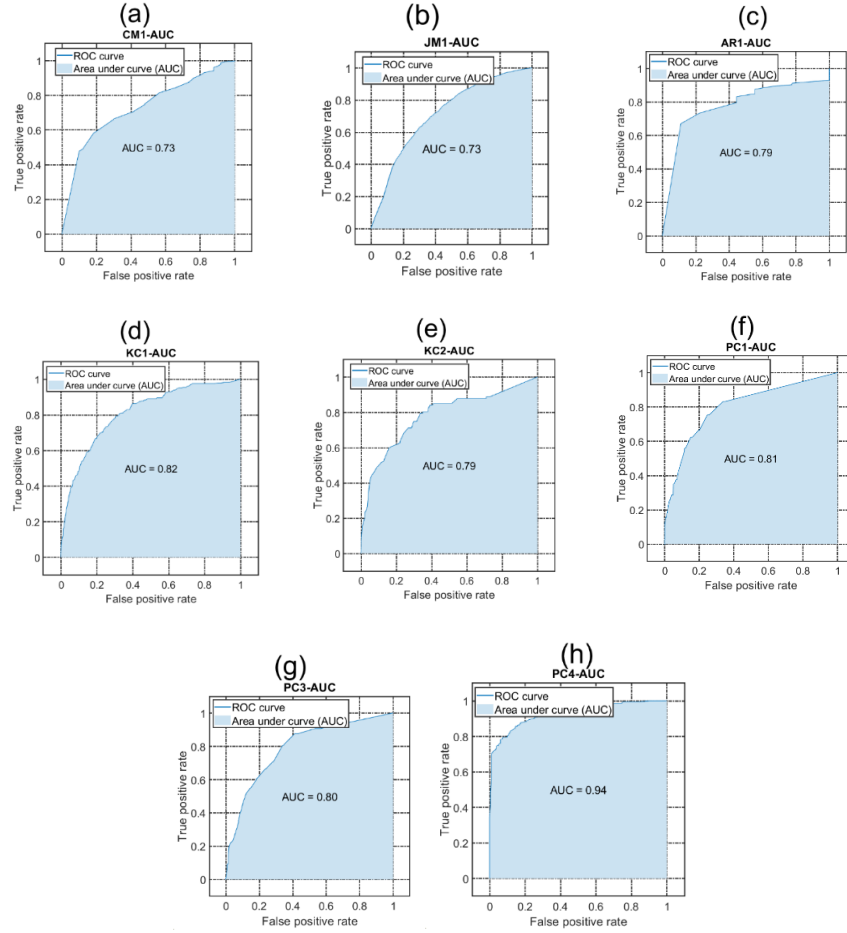 (a)
CM1-AUC
ROC curve
Area under curve (AUC)
AUC = 0.73
True positive rate
0
0.2
0.4
0.6
0.8
1
0 0.2 0.4 0.6 0.8 1
False positive rate
(b)
JM1-AUC
ROC curve
Area under curve (AUC)
AUC = 0.73
True positive rate
1
0.8
0.6
0.4
0.2
0
0 0.2 0.4 0.6 0.8 1
False positive rate
(c)
AR1-AUC
ROC curve
Area under curve (AUC)
AUC = 0.79
True positive rate
1
0.8
0.6
0.4
0.2
0
0 0.2 0.4 0.6 0.8 1
False positive rate
(d)
KC1-AUC
ROC curve
Area under curve (AUC)
AUC = 0.82
True positive rate
1
0.8
0.6
0.4
0.2
0
0 0.2 0.4 0.6 0.8 1
False positive rate
(e)
KC2-AUC
ROC curve
Area under curve (AUC)
AUC = 0.79
True positive rate
1
0.8
0.6
0.4
0.2
0
0 0.2 0.4 0.6 0.8 1
False positive rate
(f)
PC1-AUC
ROC curve
Area under curve (AUC)
AUC = 0.81
True positive rate
1
0.8
0.6
0.4
0.2
0
0 0.2 0.4 0.6 0.8 1
False positive rate
(g)
PC3-AUC
ROC curve
Area under curve (AUC)
AUC = 0.80
True positive rate
1
0.8
0.6
0.4
0.2
0
0 0.2 0.4 0.6 0.8 1
False positive rate
(h)
PC4-AUC
ROC curve
Area under curve (AUC)
AUC = 0.94
True positive rate
1
0.8
0.6
0.4
0.2
0
0 0.2 0.4 0.6 0.8 1
False positive rate